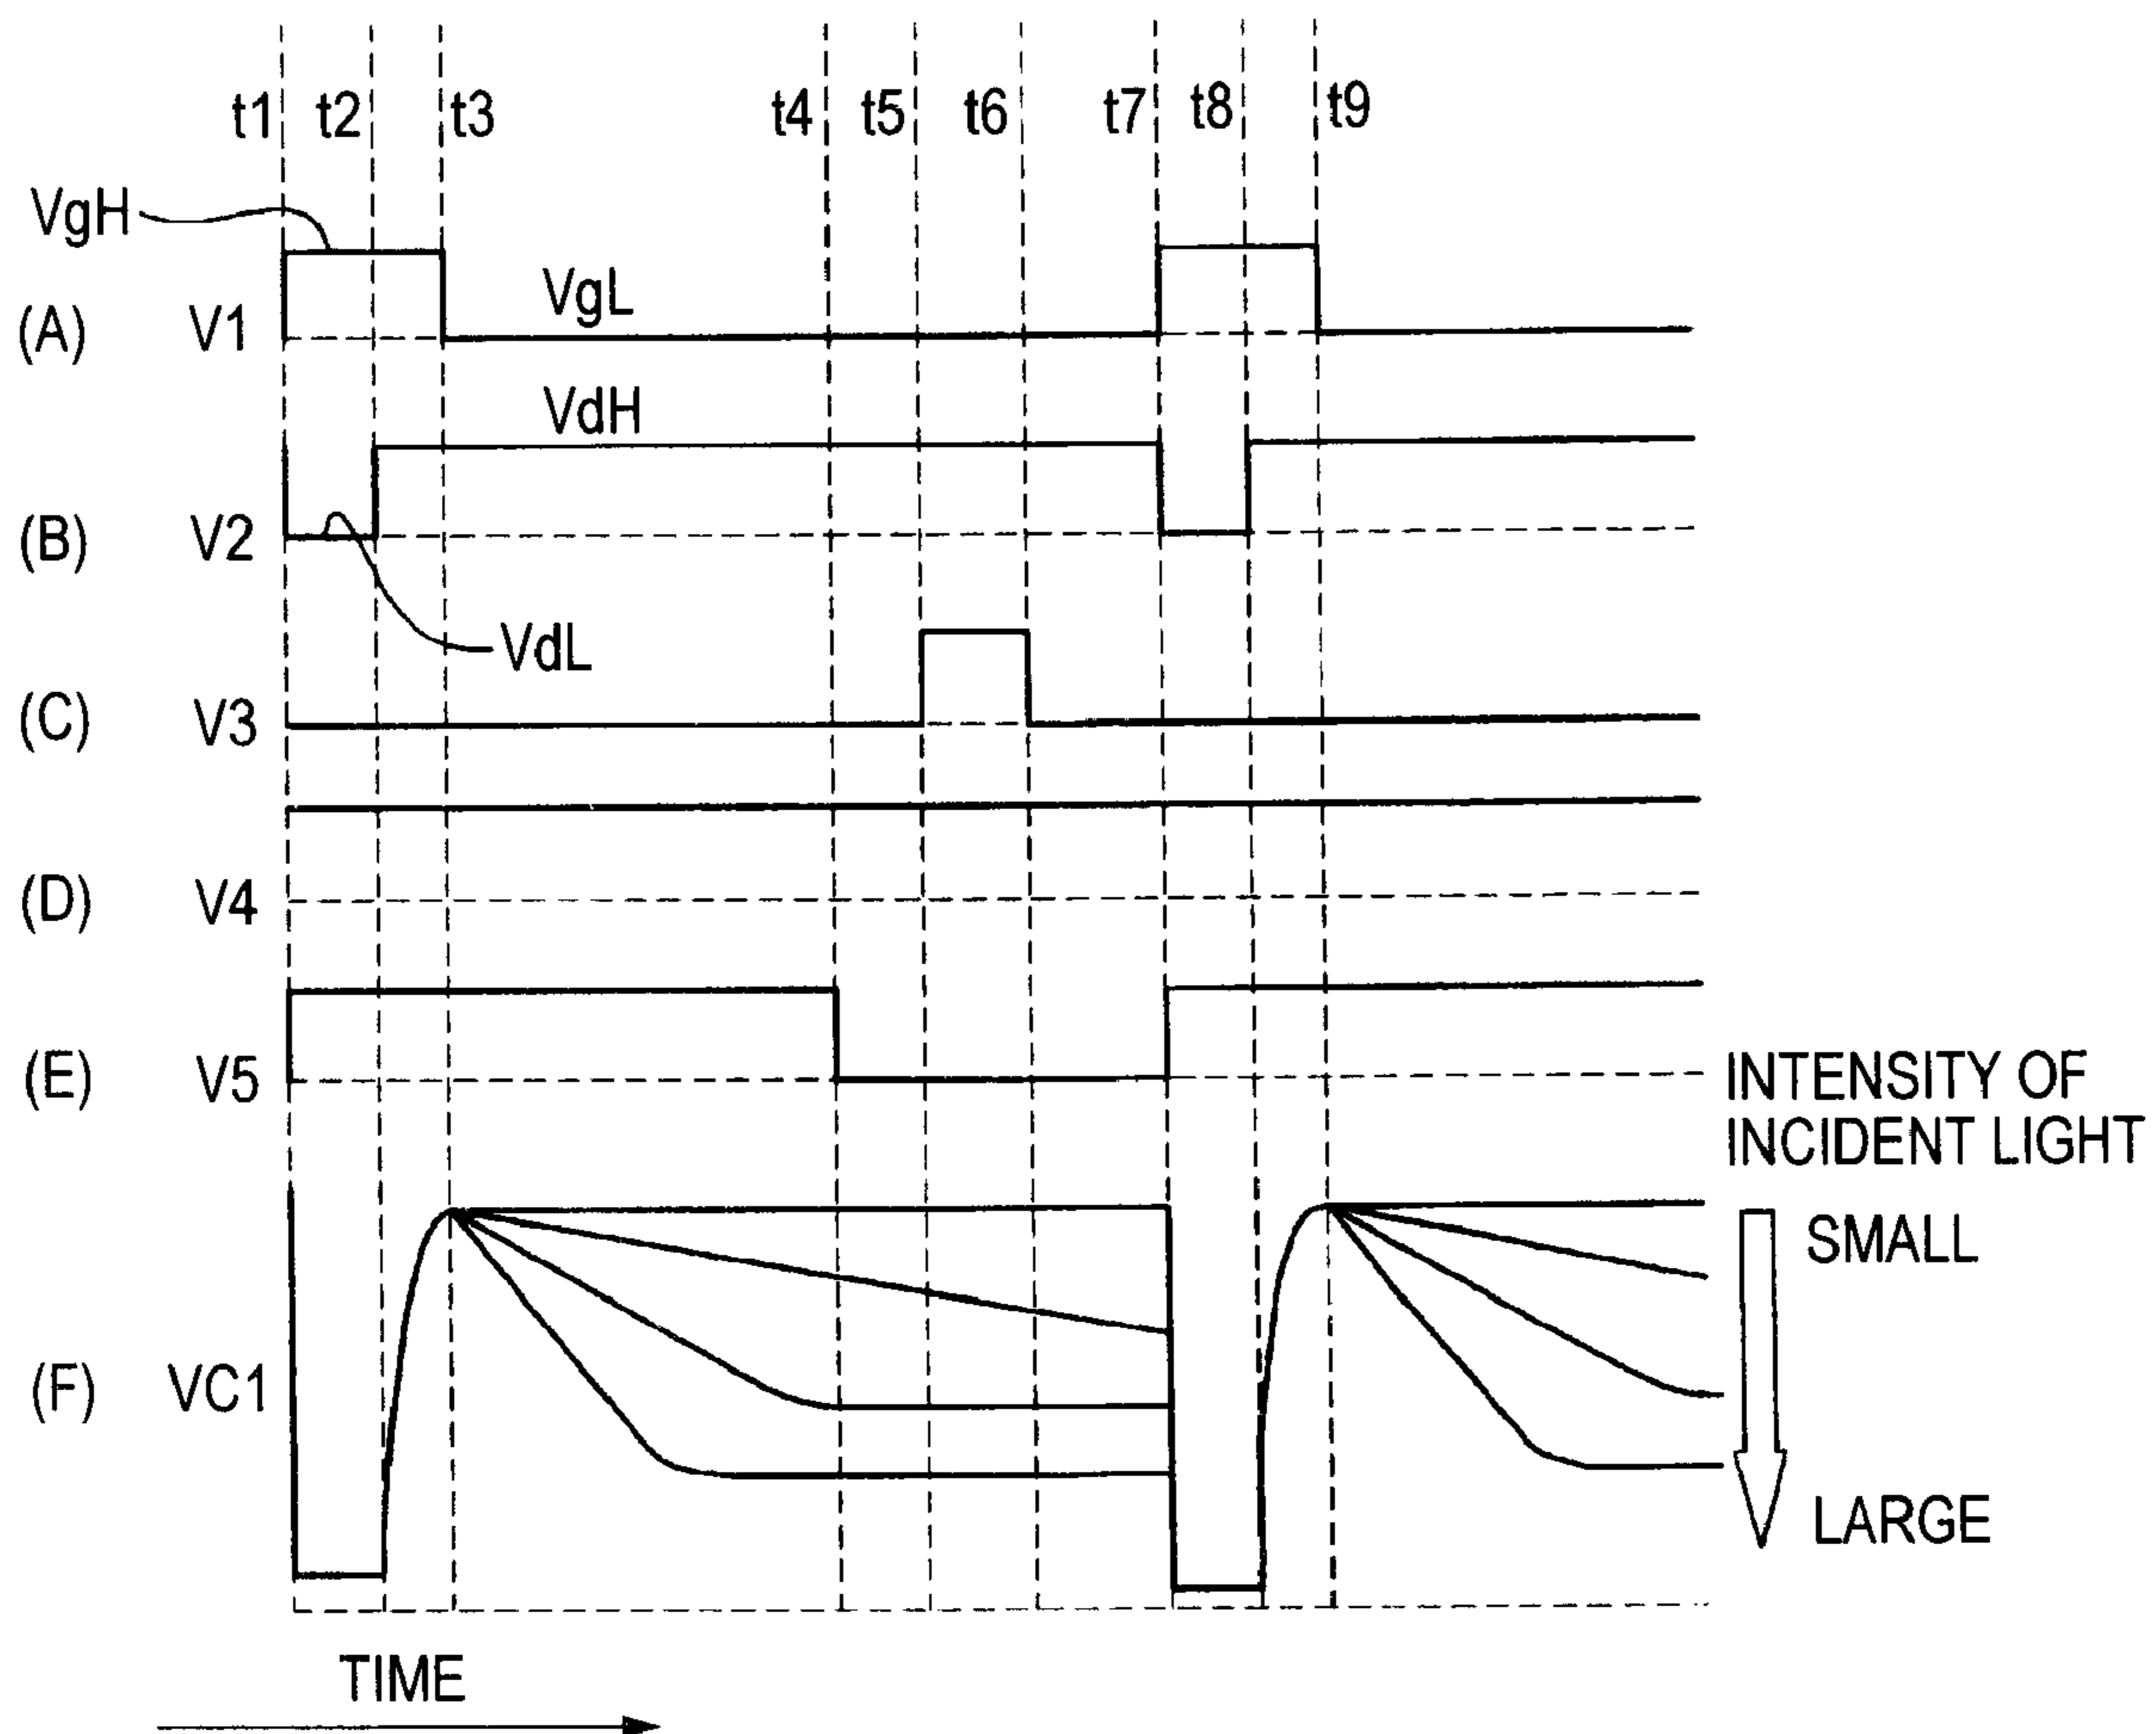 t1 t2 t3 t4 t5 t6 t7 t8 t9
VgH
(A) V1 VgL
VdH
(B) V2
VdL
(C) V3
(D) V4
(E) V5
INTENSITY OF
INCIDENT LIGHT
SMALL
(F) VC1
LARGE
TIME